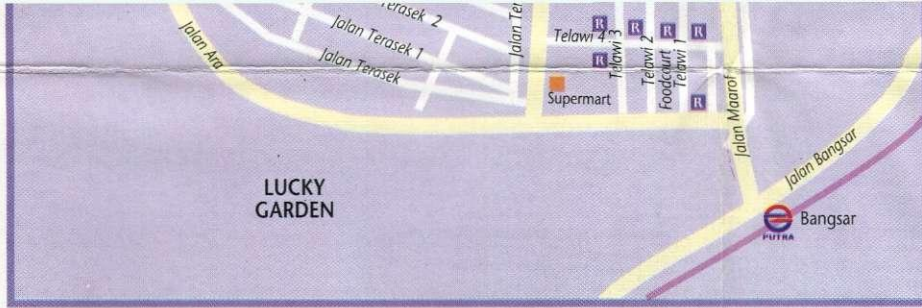 Terasek 2
Jalan Terasek 1
Jalan Terasek
Jalan Ara
Jalan Ter
Telawi 4
R
R
R
R
R
R
Telawi 3
Telawi 2
Foodcourt
Telawi 1
Supermart
Jalan Maarof
Jalan Bangsar
LUCKY
GARDEN
PUTRA
Bangsar